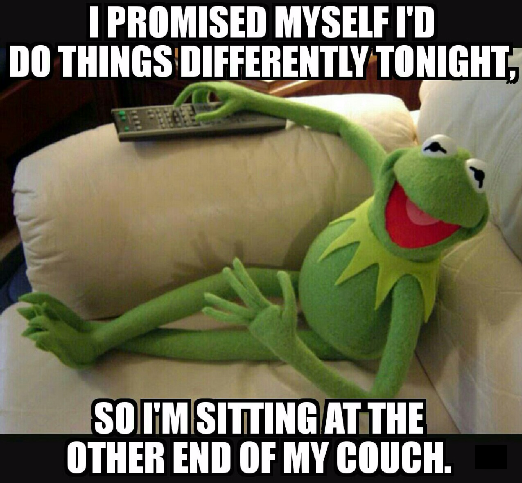 I PROMISED MYSELF I'D
DO THINGS DIFFERENTLY TONIGHT,
SO I'M SITTING AT THE
OTHER END OF MY COUCH.